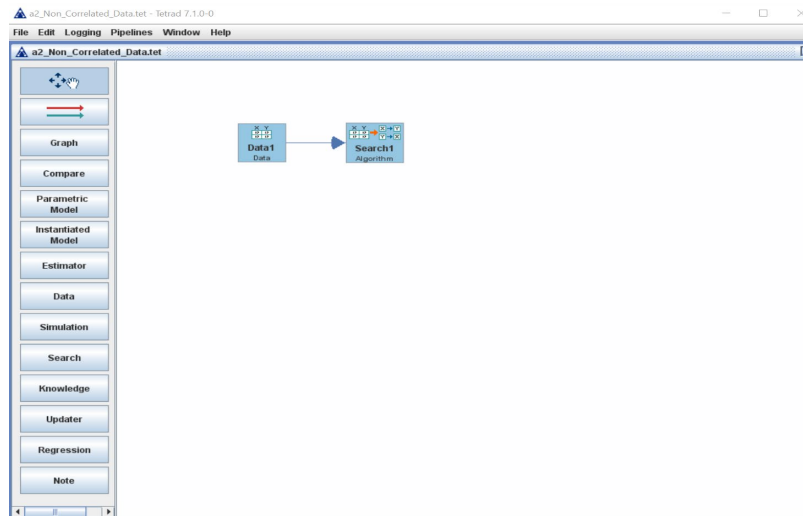 a2_Non_Correlated_Data.tet - Tetrad 7.1.0-0
File Edit Logging Pipelines Window Help
a2_Non_Correlated_Data.tet
Graph
Compare
Parametric
Model
Instantiated
Model
Estimator
Data
Simulation
Search
Knowledge
Updater
Regression
Note
X Y
Data1
Data
X Y X Y
Y X
Search1
Algorithm